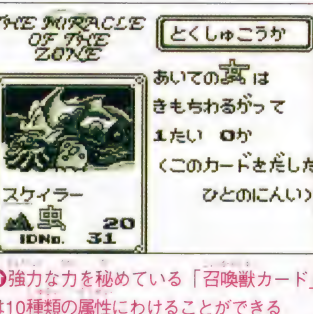 THE MIRACLE
OF THE
ZONE
とくしゅこうか
あいての虫は
きもちわるがって
1たい 0か
(このカードをだした
ひとのにんい)
スケイラー
虫 20
IDNo. 31
強力な力を秘めている「召喚獣カード」
は10種類の属性にわけることができる